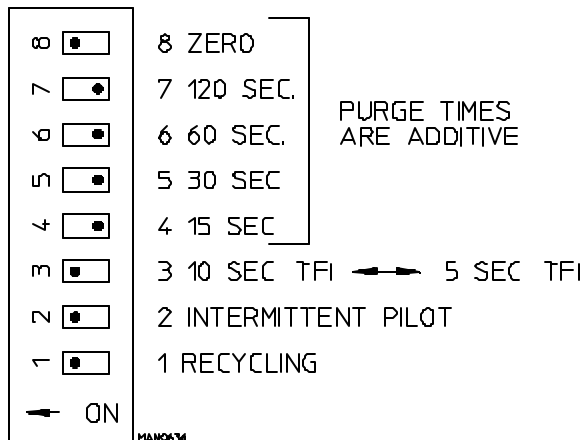 8 8 ZERO
7 7 120 SEC.
6 6 60 SEC.
5 5 30 SEC
4 4 15 SEC
PURGE TIMES
ARE ADDITIVE
3 3 10 SEC TFI 5 SEC TFI
2 2 INTERMITTENT PILOT
1 1 RECYCLING
ON
MAN9634